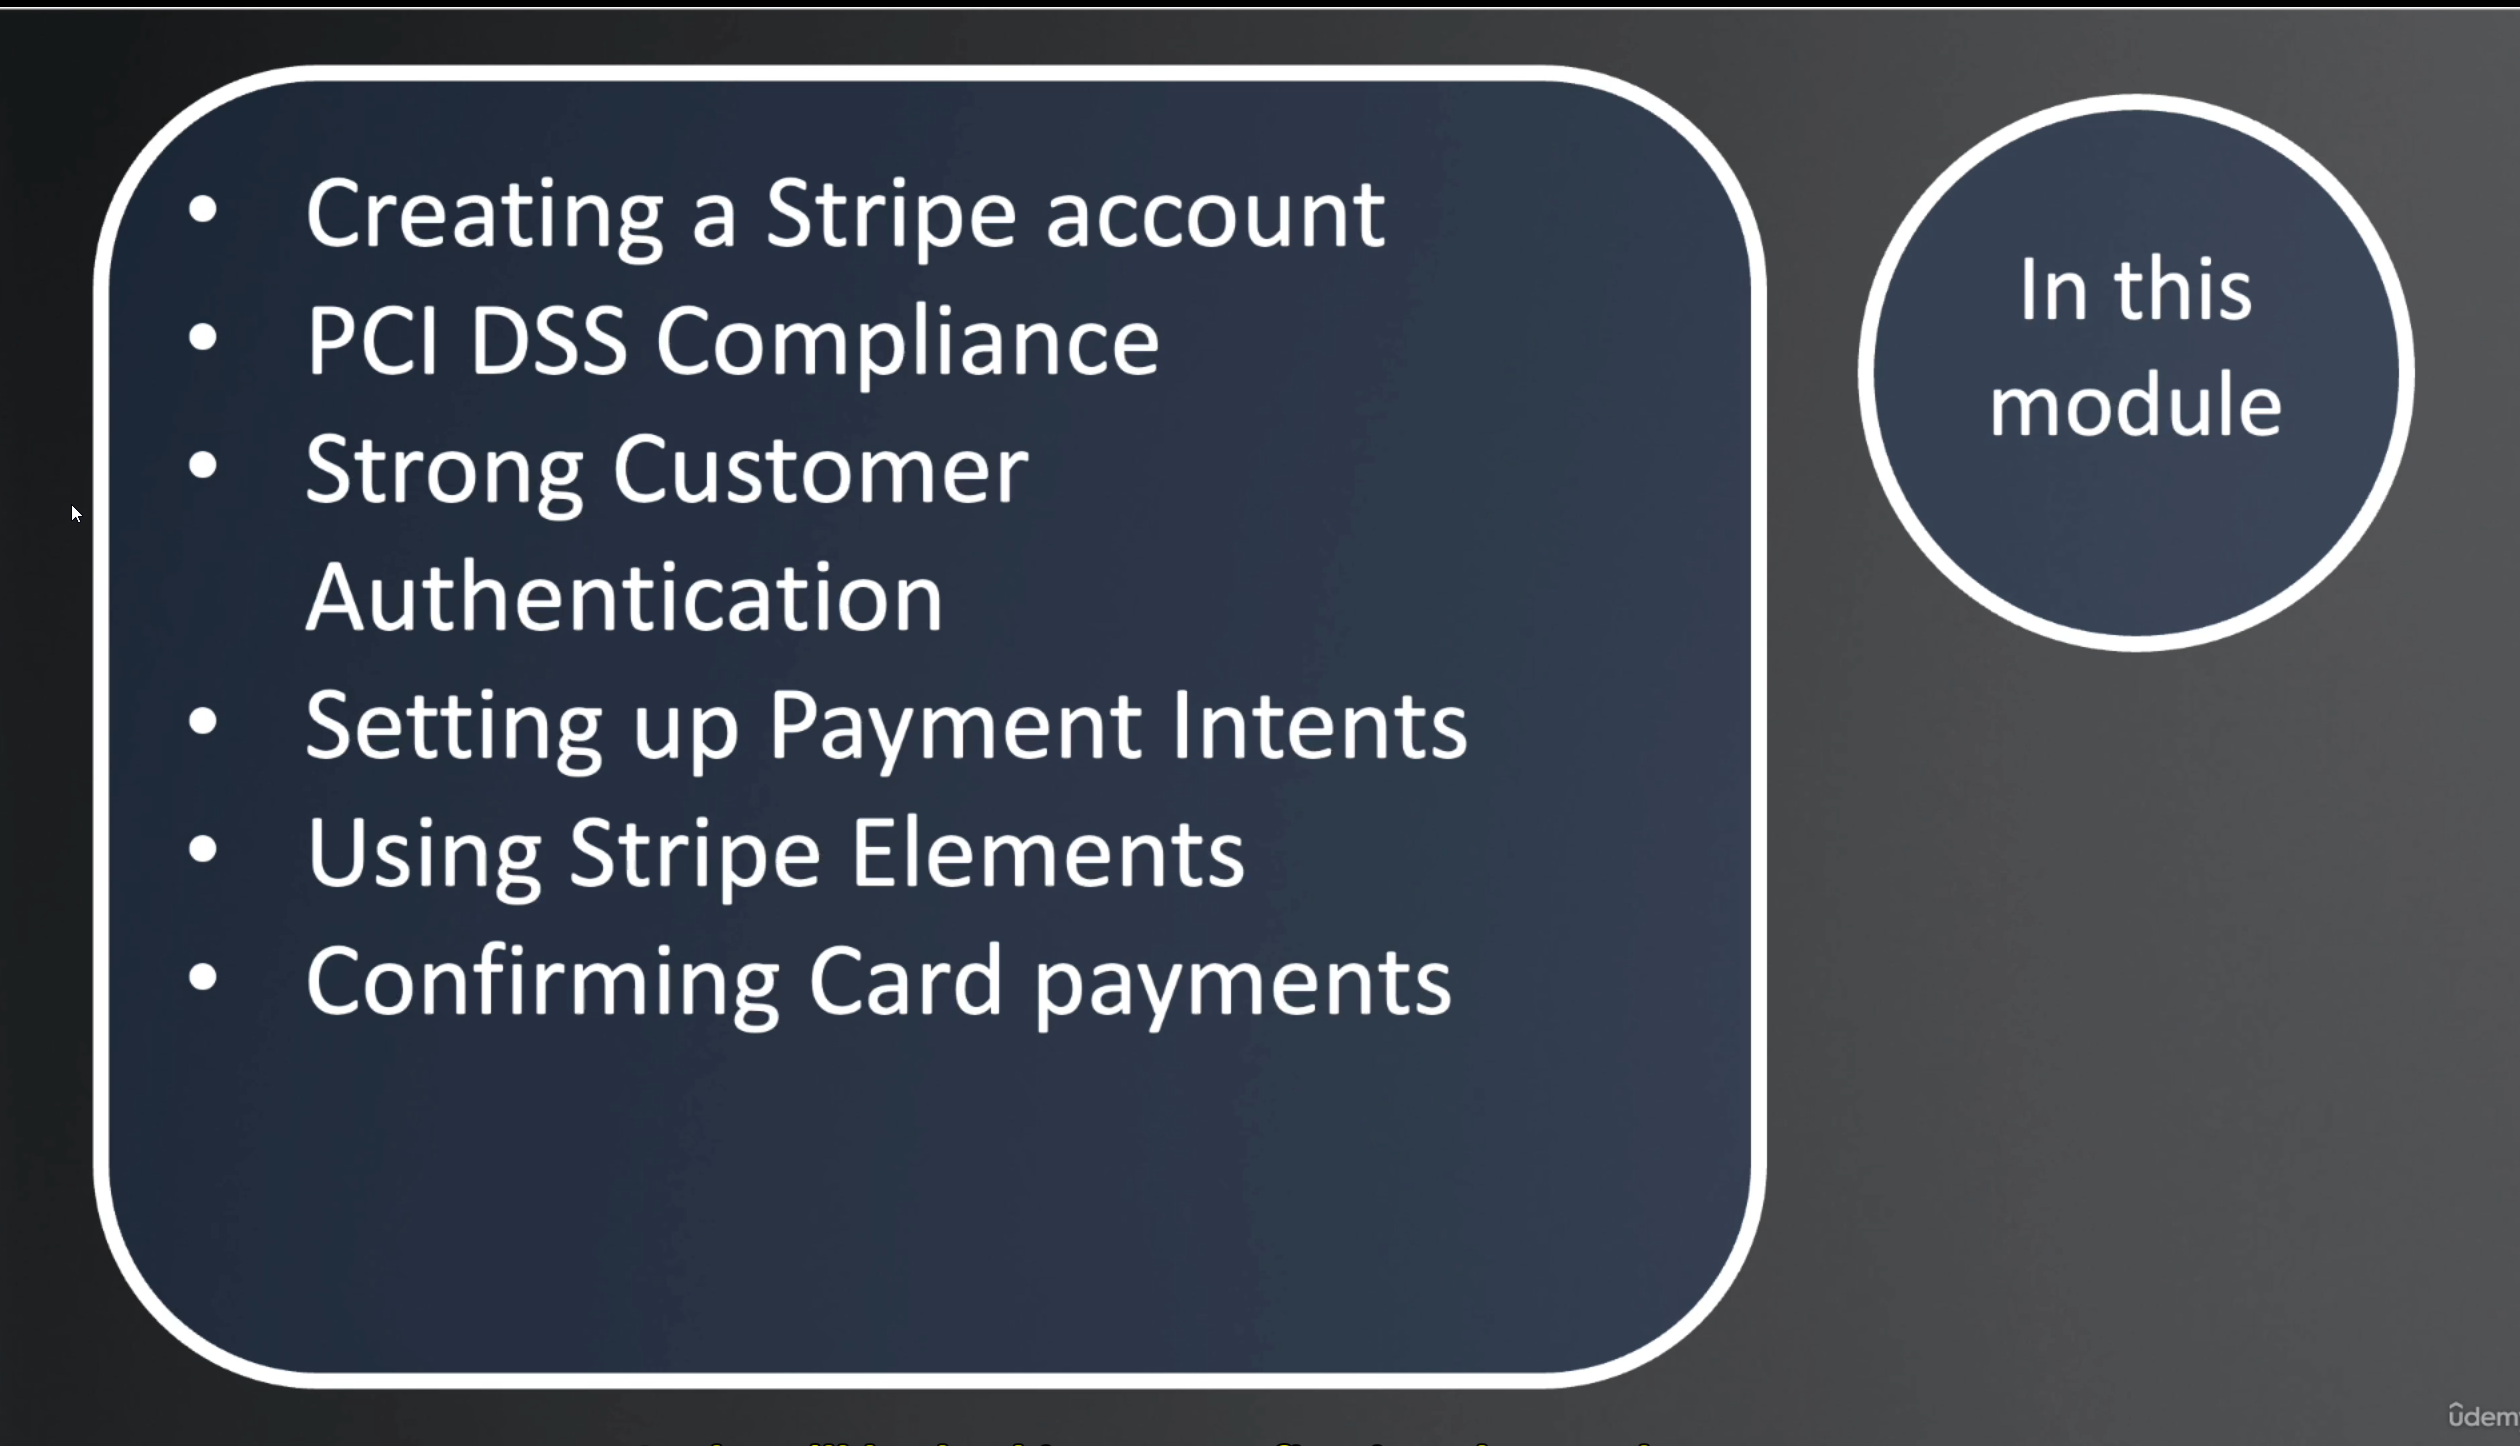 • Creating a Stripe account
• PCI DSS Compliance
• Strong Customer
Authentication
• Setting up Payment Intents
• Using Stripe Elements
• Confirming Card payments
In this
module
ûdem